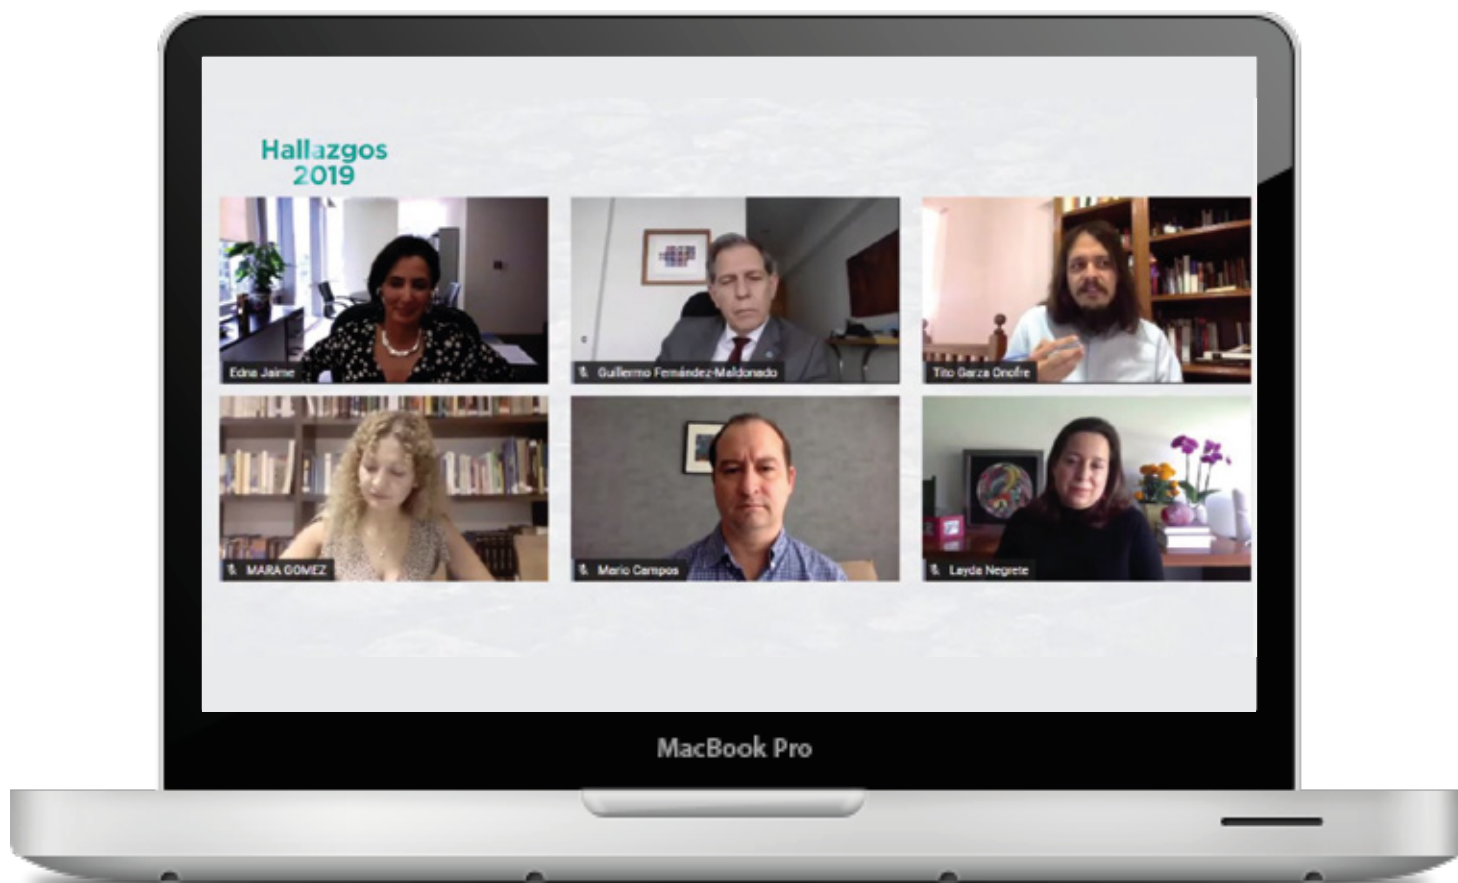 Hallazgos
2019
Edna Jaime
Guillermo Fernández-Maldonado
Tito Garza Onofre
MARA GOMEZ
Mario Campos
Layda Negrete
MacBook Pro